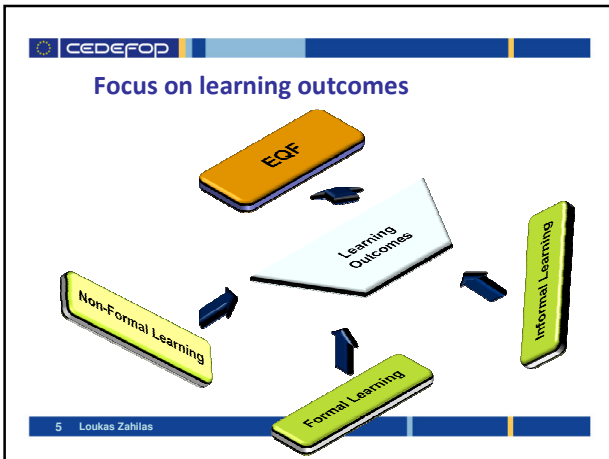 CEDEFOP
Focus on learning outcomes
EQF
Learning
Outcomes
Non-Formal Learning
Informal Learning
Formal Learning
5 Loukas Zahilas